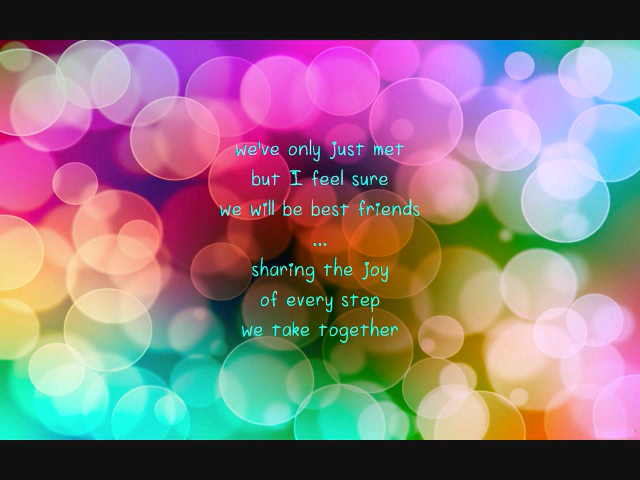 we've only just met
but I feel sure
we will be best friends
...
sharing the joy
of every step
we take together